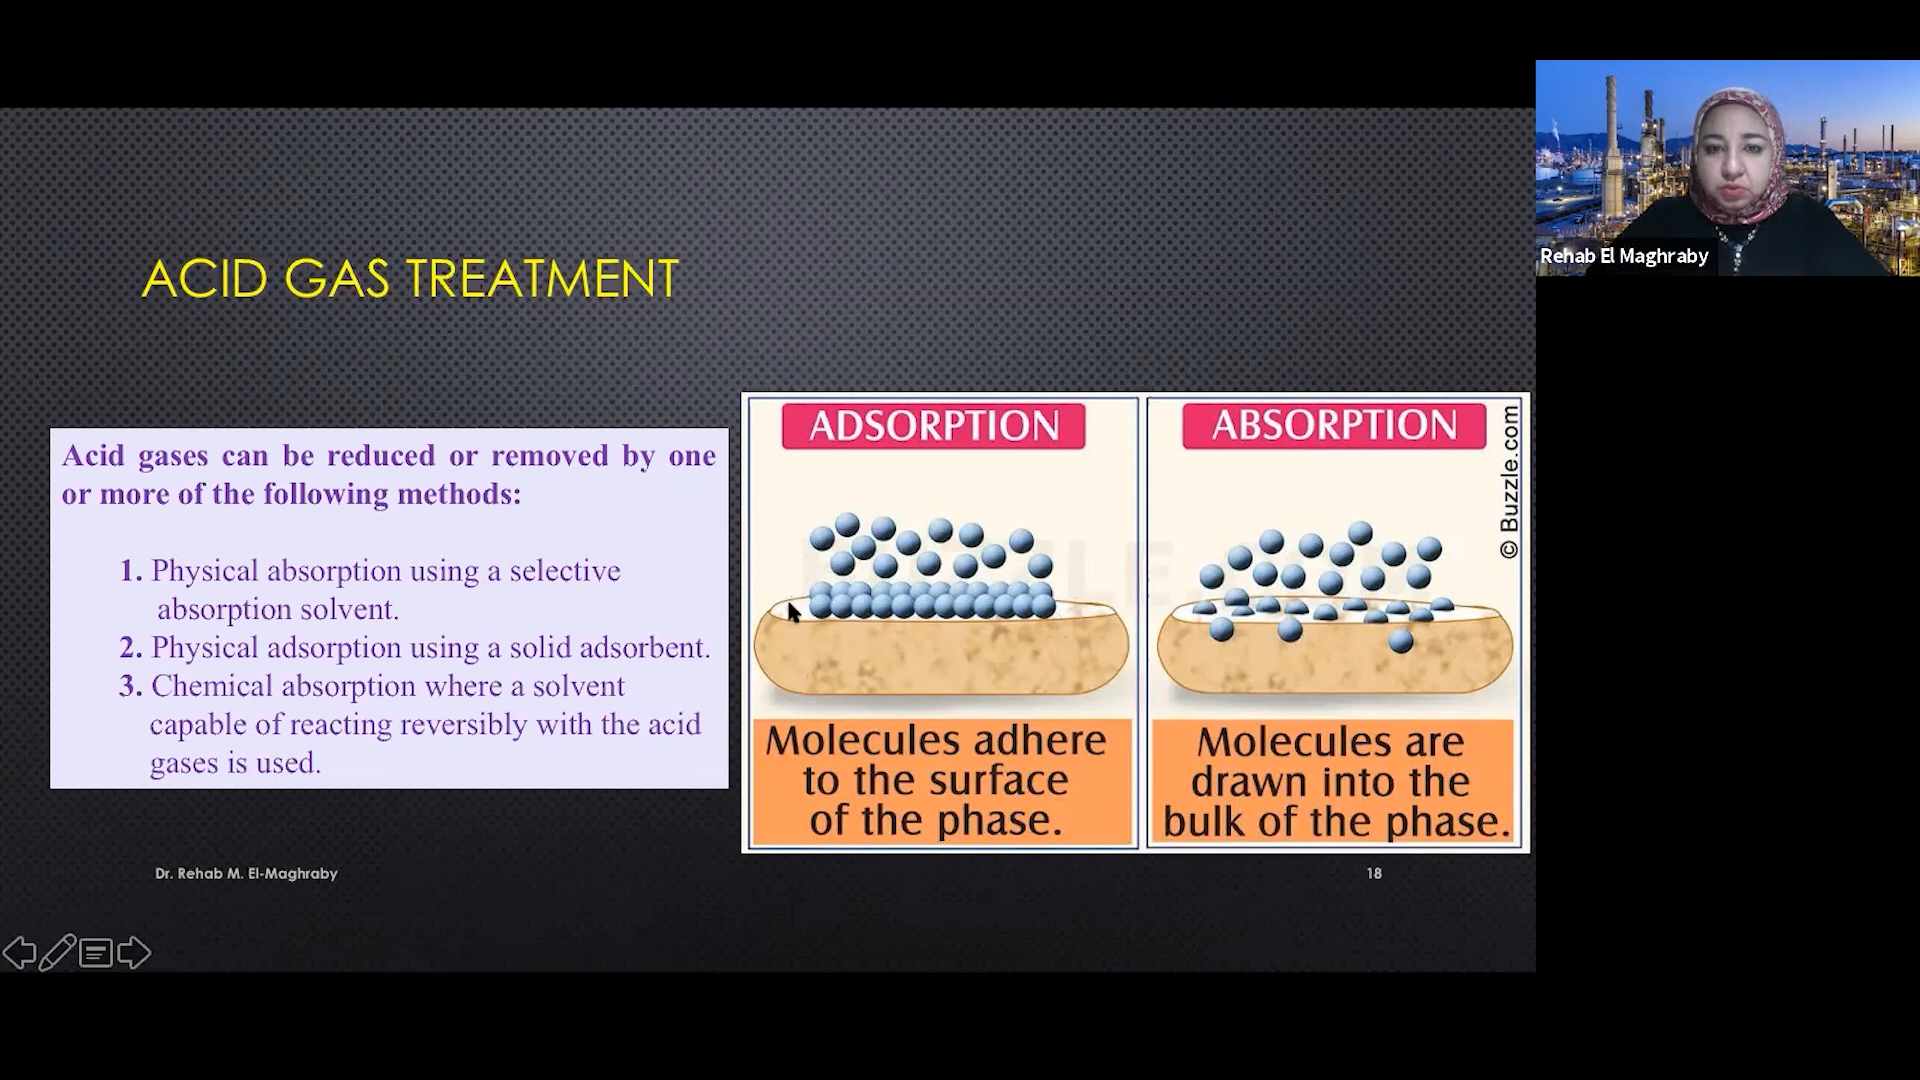 ACID GAS TREATMENT
Acid gases can be reduced or removed by one
or more of the following methods:
1. Physical absorption using a selective
absorption solvent.
2. Physical adsorption using a solid adsorbent.
3. Chemical absorption where a solvent
capable of reacting reversibly with the acid
gases is used.
ADSORPTION
Molecules adhere
to the surface
of the phase.
ABSORPTION
Molecules are
drawn into the
bulk of the phase.
© Buzzle.com
Dr. Rehab M. El-Maghraby
18
Rehab El Maghraby